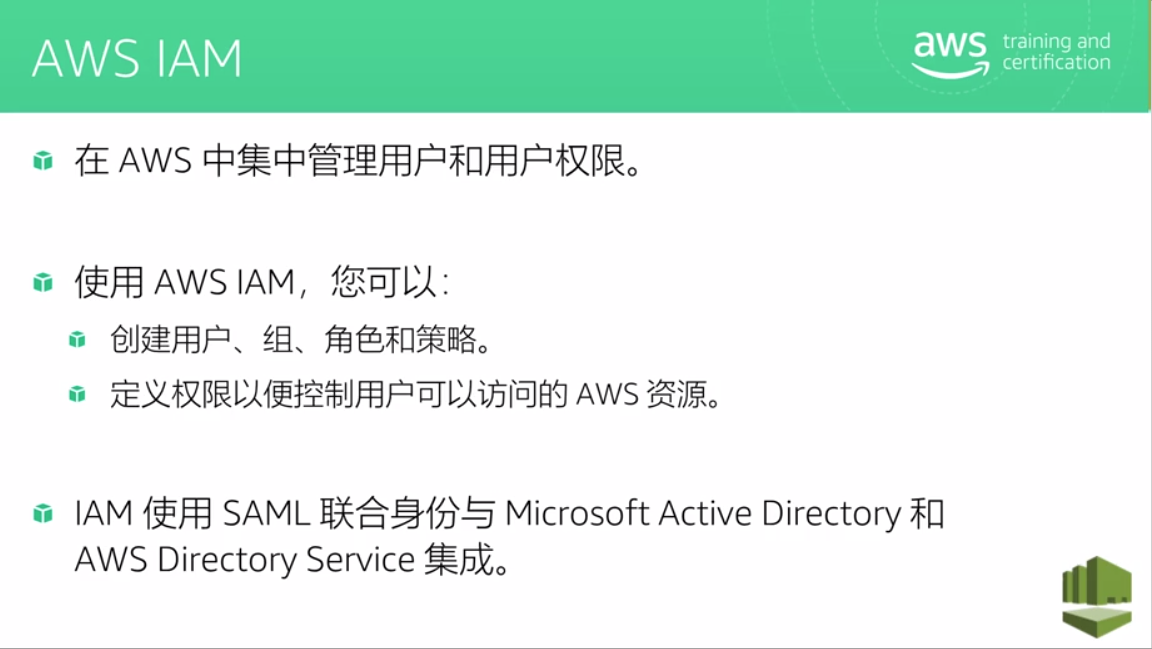 AWS IAM
aws training and
certification
在 AWS 中集中管理用户和用户权限。
使用 AWS IAM，您可以：
创建用户、组、角色和策略。
定义权限以便控制用户可以访问的 AWS 资源。
IAM 使用 SAML 联合身份与 Microsoft Active Directory 和
AWS Directory Service 集成。